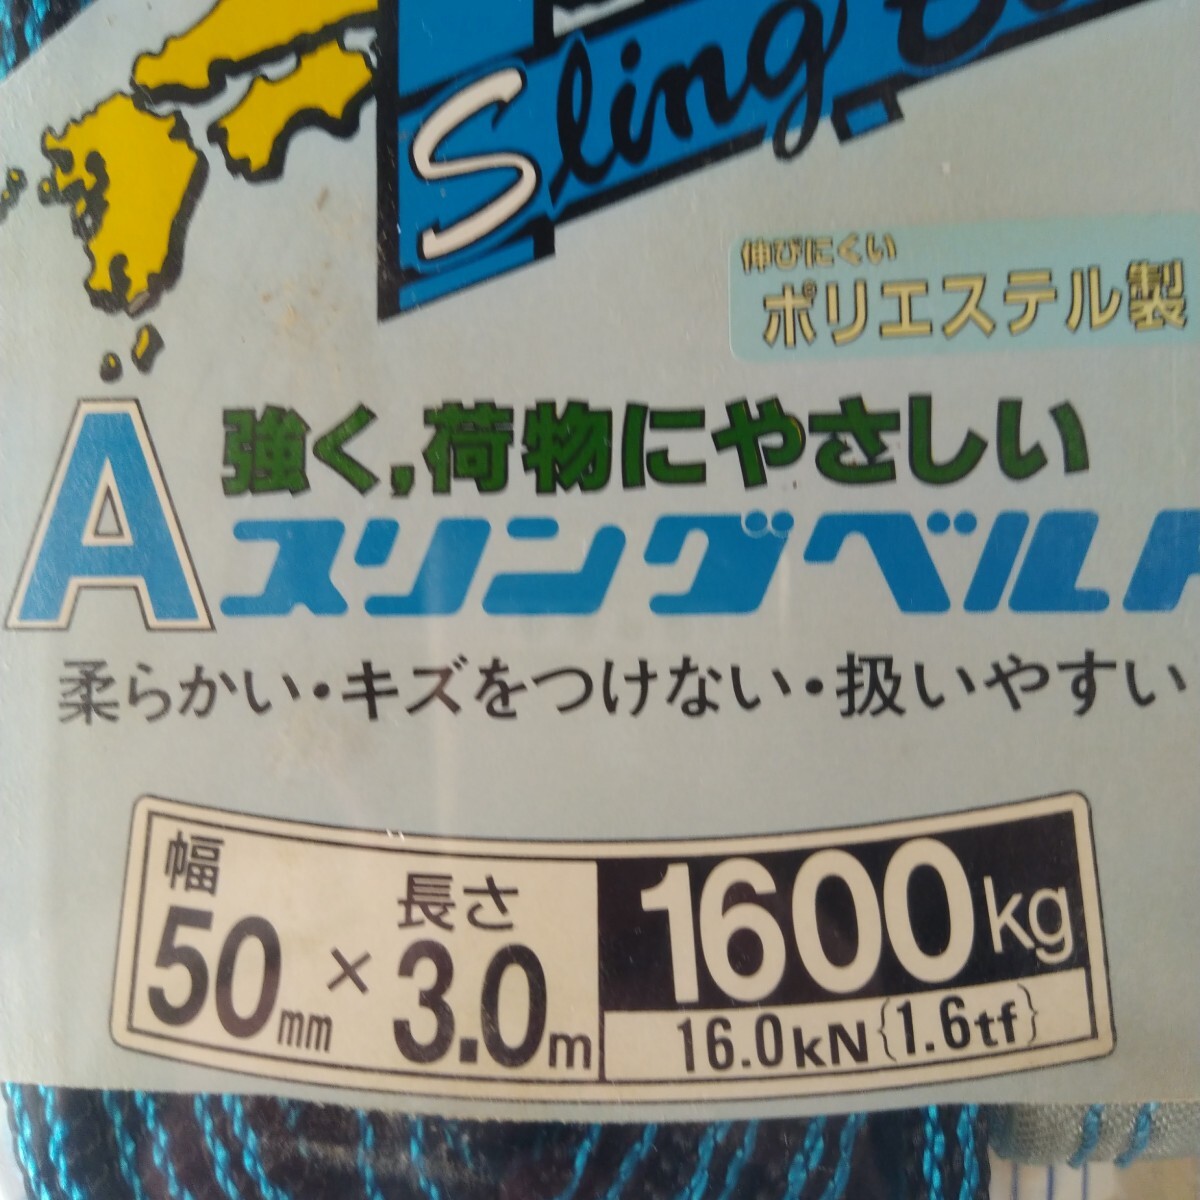 Sling
伸びにくい
ポリエステル製
A 強く,荷物にやさしい
スリングベルト
柔らかい・キズをつけない・扱いやすい
幅 50mm × 長さ 3.0m
1600kg
16.0kN{1.6tf}